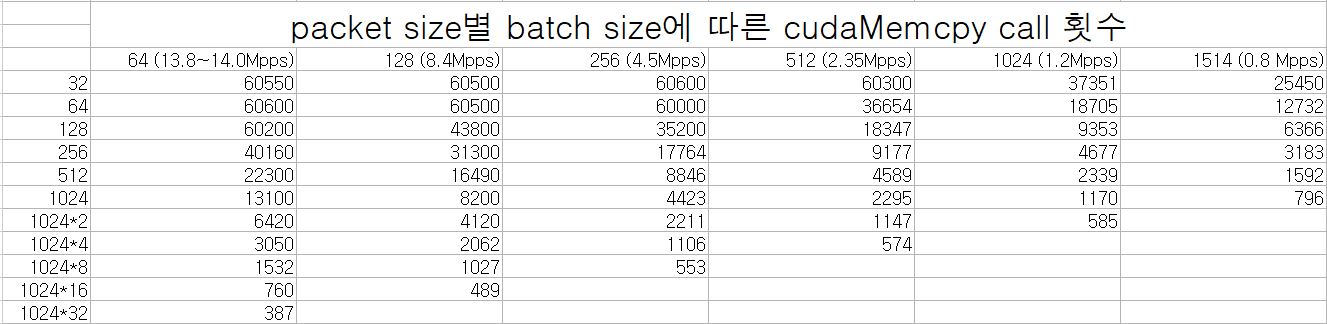 packet size별 batch size에 따른 cudaMemcpy call 횟수
64 (13.8~14.0Mpps) 128 (8.4Mpps) 256 (4.5Mpps) 512 (2.35Mpps) 1024 (1.2Mpps) 1514 (0.8 Mpps)
32 60550 60500 60600 60300 37351 25450
64 60600 60500 60000 36654 18705 12732
128 60200 43800 35200 18347 9353 6366
256 40160 31300 17764 9177 4677 3183
512 22300 16490 8846 4589 2339 1592
1024 13100 8200 4423 2295 1170 796
1024*2 6420 4120 2211 1147 585
1024*4 3050 2062 1106 574
1024*8 1532 1027 553
1024*16 760 489
1024*32 387